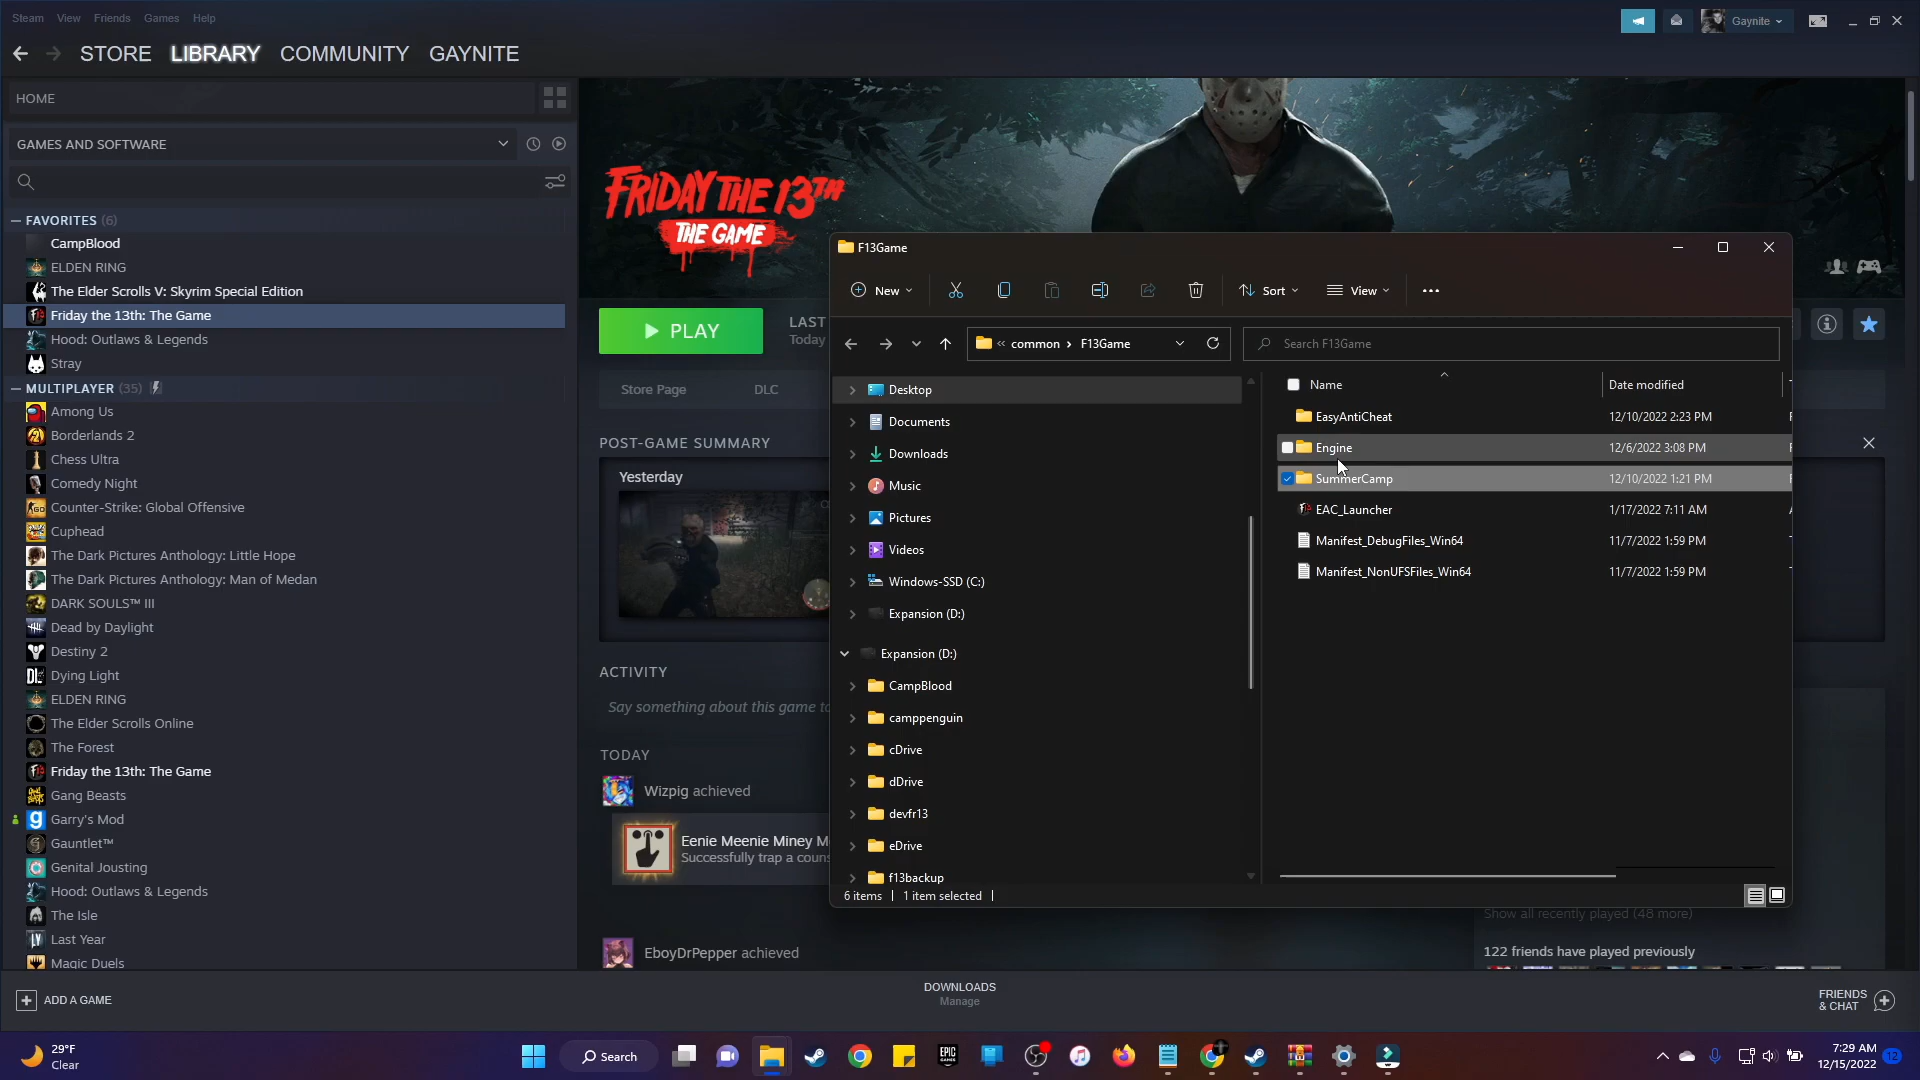 Steam View Friends Games Help
Gaynite
STORE LIBRARY COMMUNITY GAYNITE
HOME
GAMES AND SOFTWARE
FAVORITES (6)
CampBlood
ELDEN RING
The Elder Scrolls V: Skyrim Special Edition
Friday the 13th: The Game
Hood: Outlaws & Legends
Stray
MULTIPLAYER (35)
Among Us
Borderlands 2
Chess Ultra
Comedy Night
Counter-Strike: Global Offensive
Cuphead
The Dark Pictures Anthology: Little Hope
The Dark Pictures Anthology: Man of Medan
DARK SOULS™ III
Dead by Daylight
Destiny 2
Dying Light
ELDEN RING
The Elder Scrolls Online
The Forest
Friday the 13th: The Game
Gang Beasts
Garry's Mod
Gauntlet™
Genital Jousting
Hood: Outlaws & Legends
The Isle
Last Year
Magic Duels
ADD A GAME
FRIDAY THE 13TH
THE GAME
PLAY
LAST
Today
Store Page DLC
POST-GAME SUMMARY
Yesterday
ACTIVITY
Say something about this game to
TODAY
Wizpig achieved
Eenie Meenie Miney M
Successfully trap a couns
EboyDrPepper achieved
F13Game
New Sort View
common > F13Game
Search F13Game
Desktop
Documents
Downloads
Music
Pictures
Videos
Windows-SSD (C:)
Expansion (D:)
Expansion (D:)
CampBlood
camppenguin
cDrive
dDrive
devfr13
eDrive
f13backup
Name Date modified
EasyAntiCheat 12/10/2022 2:23 PM
Engine 12/6/2022 3:08 PM
SummerCamp 12/10/2022 1:21 PM
EAC_Launcher 1/17/2022 7:11 AM
Manifest_DebugFiles_Win64 11/7/2022 1:59 PM
Manifest_NonUFSFiles_Win64 11/7/2022 1:59 PM
6 items 1 item selected
Show all recently played (48 more)
122 friends have played previously
DOWNLOADS
Manage
FRIENDS
& CHAT
29°F
Clear
Search
EPIC
GAMES
7:29 AM
12/15/2022
12